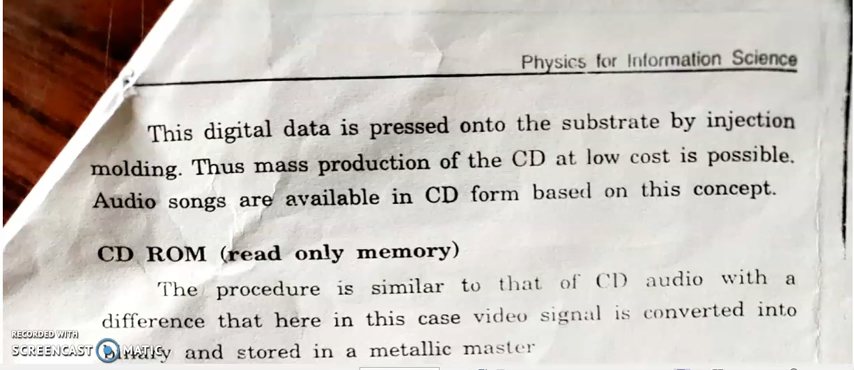 Physics for Information Science
This digital data is pressed onto the substrate by injection
molding. Thus mass production of the CD at low cost is possible.
Audio songs are available in CD form based on this concept.
CD ROM (read only memory)
The procedure is similar to that of CD audio with a
difference that here in this case video signal is converted into
RECORDED WITH
SCREENCAST MATIC
binary and stored in a metallic master